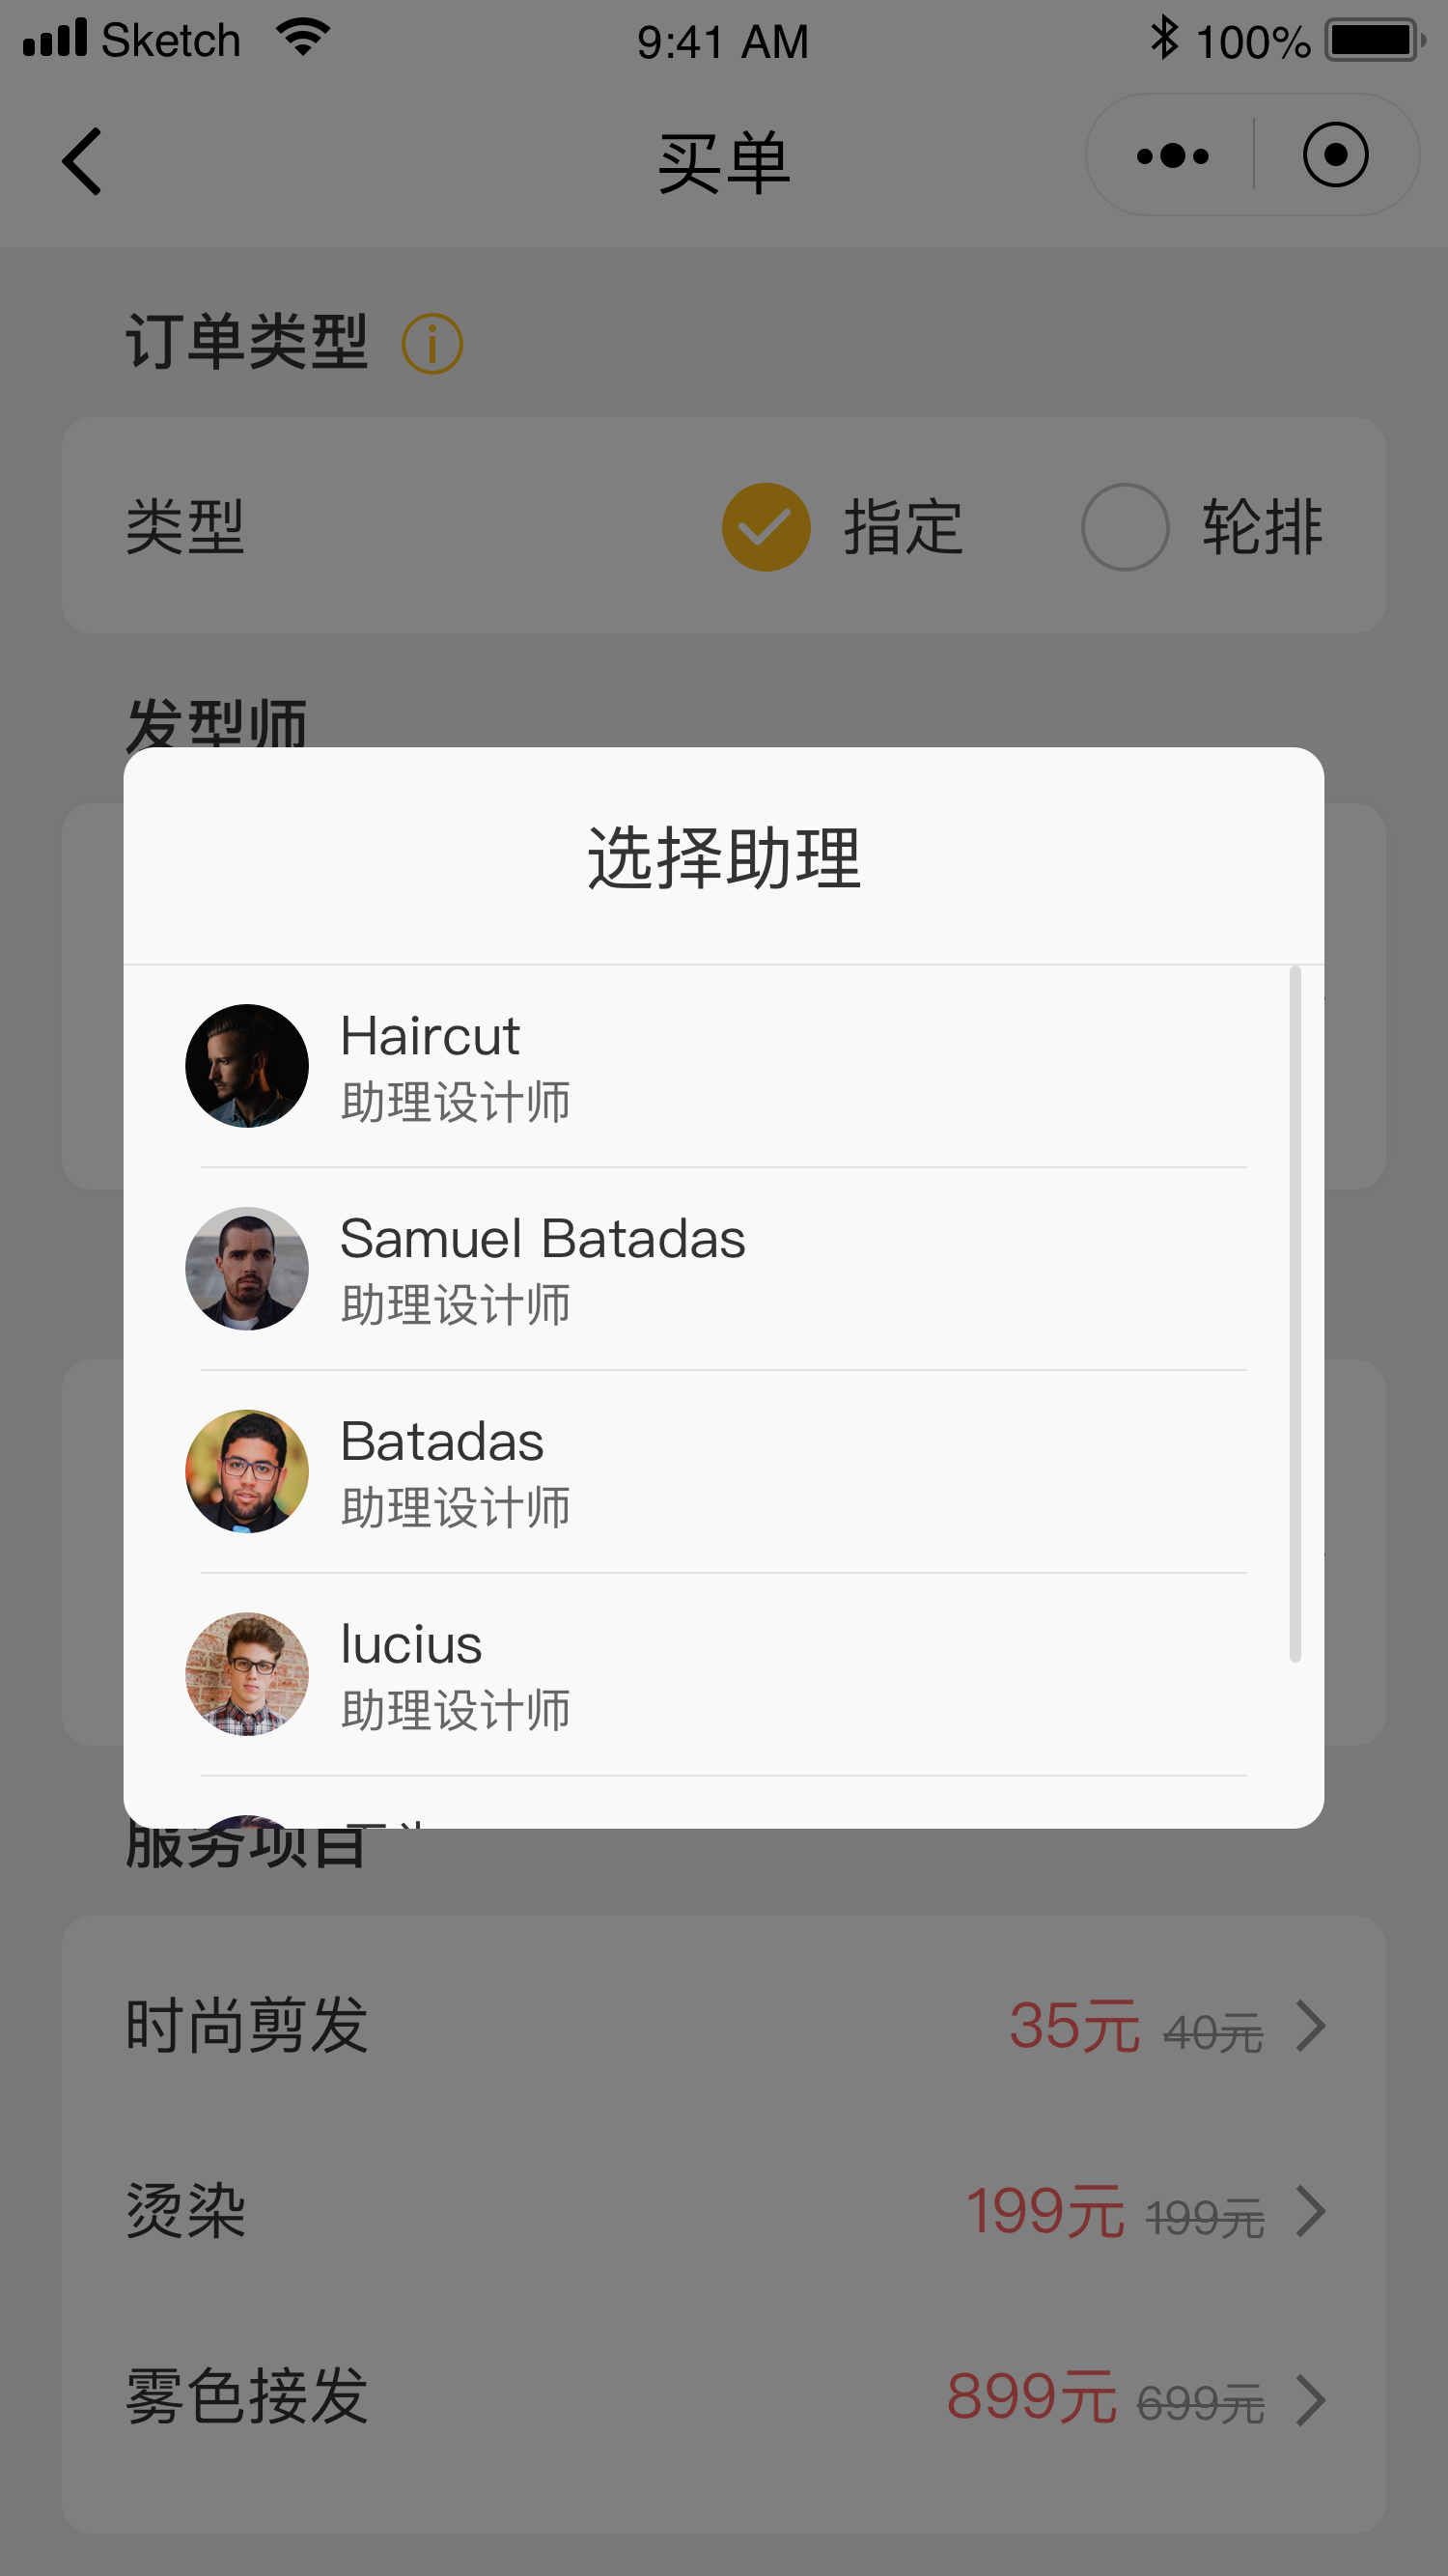 Sketch 9:41 AM 100%
买单
订单类型
类型 指定 轮排
发型师
选择助理
Haircut
助理设计师
Samuel Batadas
助理设计师
Batadas
助理设计师
lucius
助理设计师
服务项目
时尚剪发 35元 40元
烫染 199元 199元
雾色接发 899元 699元